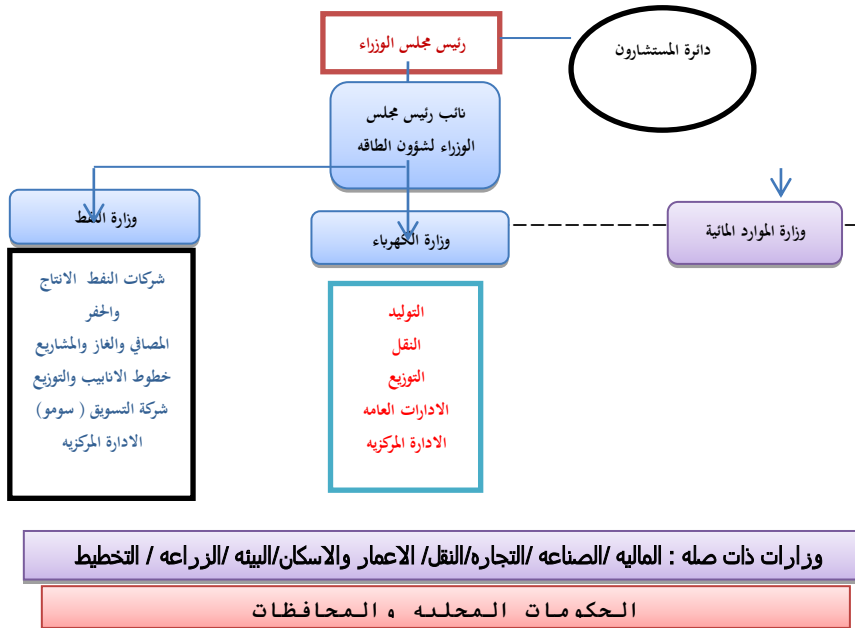 رئيس مجلس الوزراء
دائرة المستشارون
نائب رئيس مجلس
الوزراء لشؤون الطاقه
وزارة النفط
وزارة الكهرباء
وزارة الموارد المائية
شركات النفط الانتاج
والحفر
المصافي والغاز والمشاريع
خطوط الانابيب والتوزيع
شركة التسويق ( سومو)
الادارة المركزيه
التوليد
النقل
التوزيع
الادارات العامه
الادارة المركزيه
وزارات ذات صله : الماليه /الصناعه /التجاره/النقل/ الاعمار والاسكان/البيئه /الزراعه / التخطيط
الحكومات المحليه والمحافظات